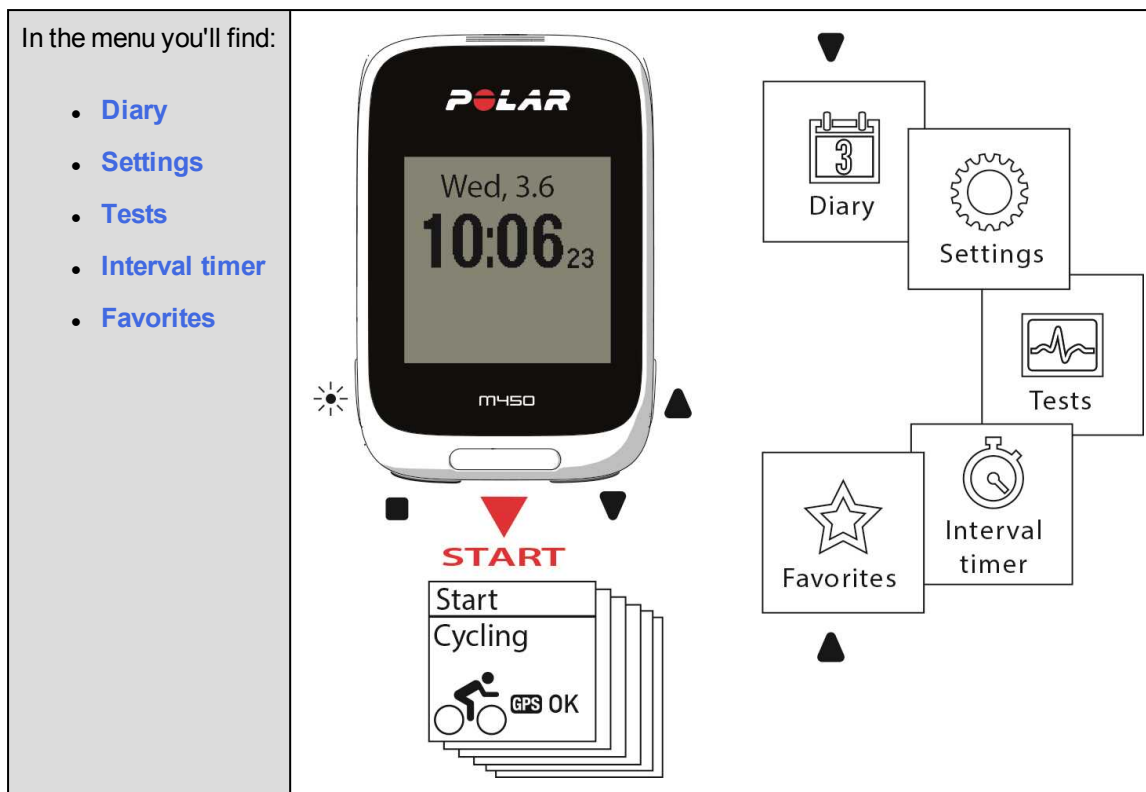 In the menu you'll find:
Diary
Settings
Tests
Interval timer
Favorites
POLAR
Wed, 3.6
10:06 23
M450
START
Start
Cycling
GPS OK
3
Diary
Settings
Tests
Interval
timer
Favorites